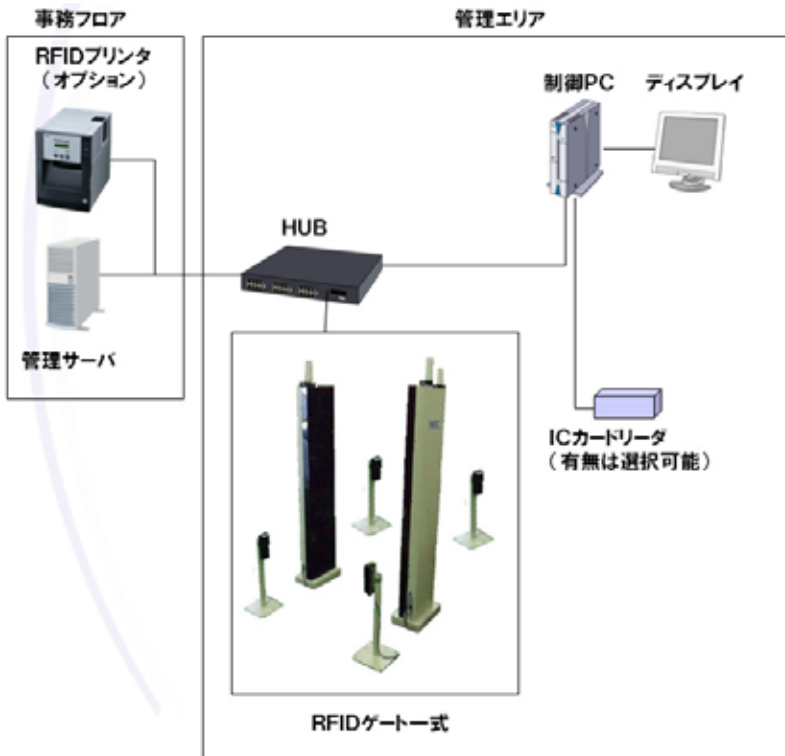 事務フロア
管理エリア
RFIDプリンタ
（オプション）
制御PC
ディスプレイ
HUB
管理サーバ
ICカードリーダ
（有無は選択可能）
RFIDゲート一式